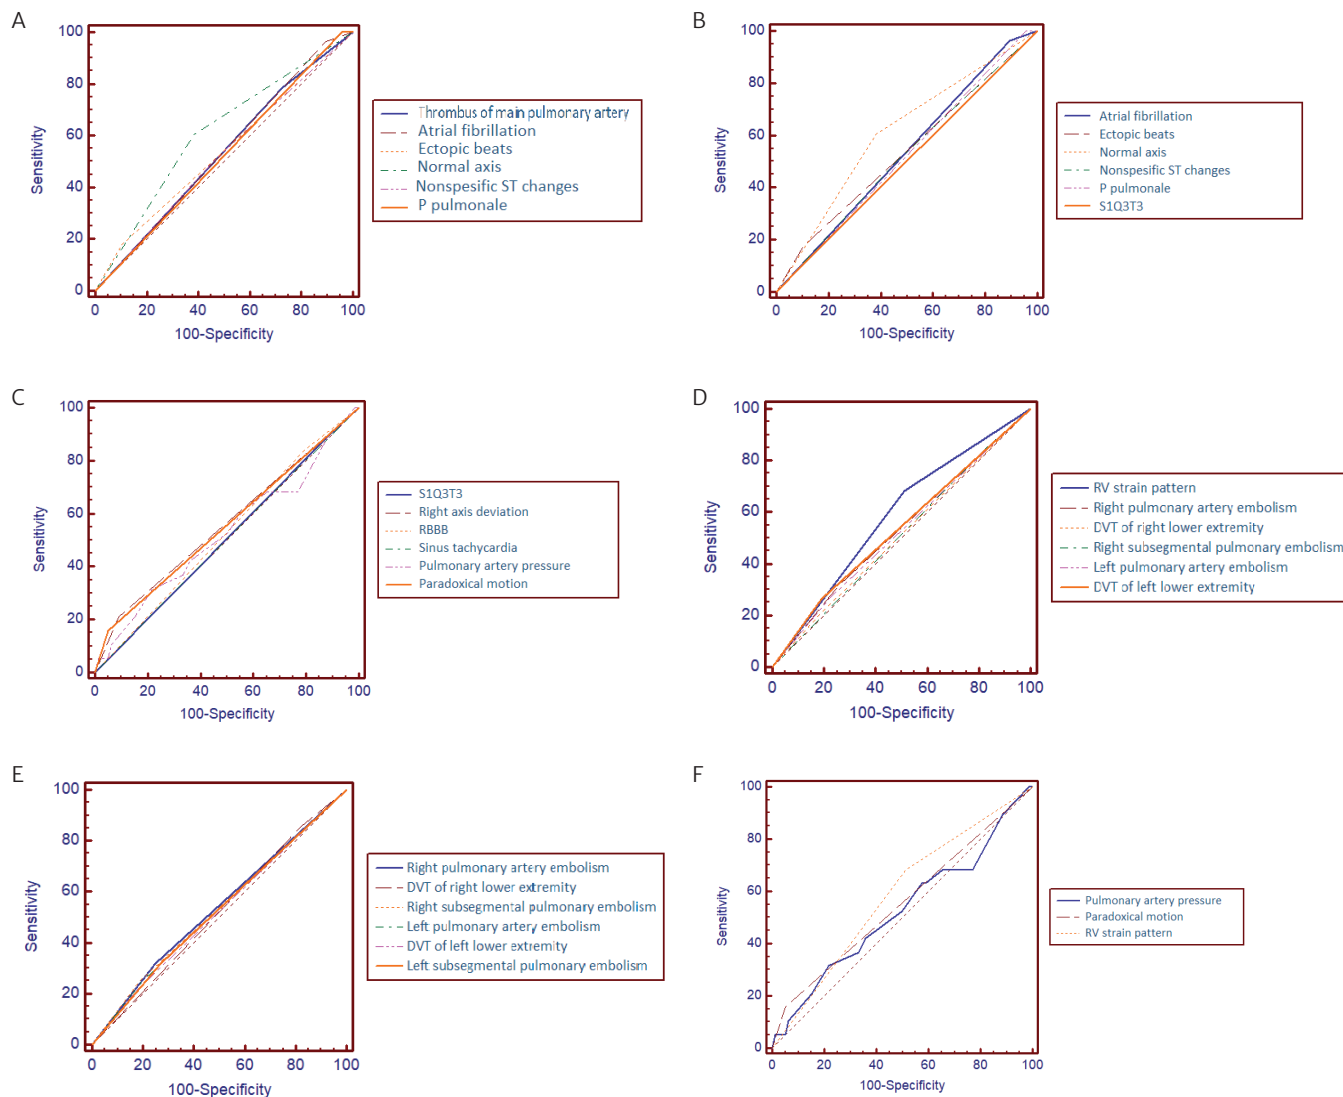 A
100
80
60
40
20
0
Sensitivity
0 20 40 60 80 100
100-Specificity
Thrombus of main pulmonary artery
Atrial fibrillation
Ectopic beats
Normal axis
Nonspesific ST changes
P pulmonale
B
100
80
60
40
20
0
Sensitivity
0 20 40 60 80 100
100-Specificity
Atrial fibrillation
Ectopic beats
Normal axis
Nonspesific ST changes
P pulmonale
S1Q3T3
C
100
80
60
40
20
0
Sensitivity
0 20 40 60 80 100
100-Specificity
S1Q3T3
Right axis deviation
RBBB
Sinus tachycardia
Pulmonary artery pressure
Paradoxical motion
D
100
80
60
40
20
0
Sensitivity
0 20 40 60 80 100
100-Specificity
RV strain pattern
Right pulmonary artery embolism
DVT of right lower extremity
Right subsegmental pulmonary embolism
Left pulmonary artery embolism
DVT of left lower extremity
E
100
80
60
40
20
0
Sensitivity
0 20 40 60 80 100
100-Specificity
Right pulmonary artery embolism
DVT of right lower extremity
Right subsegmental pulmonary embolism
Left pulmonary artery embolism
DVT of left lower extremity
Left subsegmental pulmonary embolism
F
100
80
60
40
20
0
Sensitivity
0 20 40 60 80 100
100-Specificity
Pulmonary artery pressure
Paradoxical motion
RV strain pattern